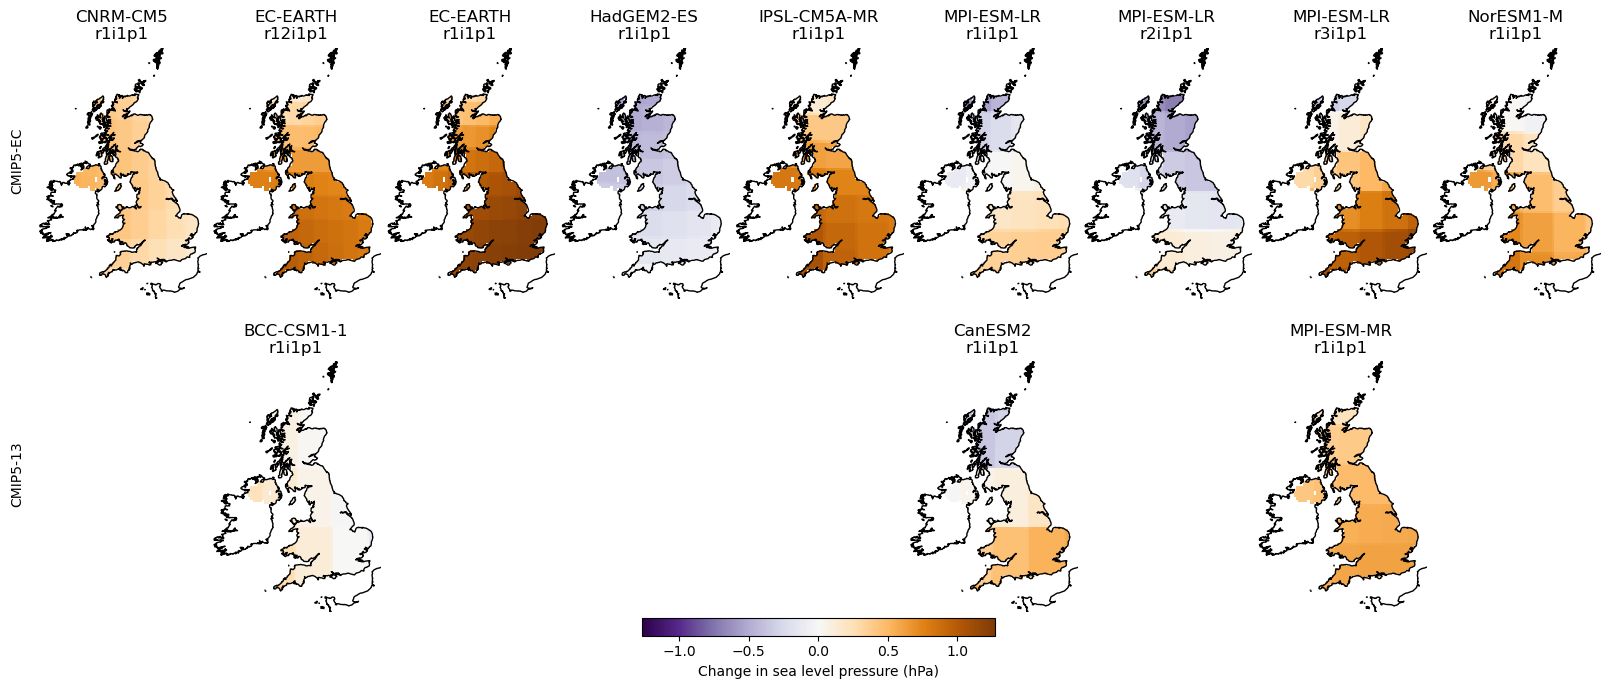 CNRM-CM5
r1i1p1
EC-EARTH
r12i1p1
EC-EARTH
r1i1p1
HadGEM2-ES
r1i1p1
IPSL-CM5A-MR
r1i1p1
MPI-ESM-LR
r1i1p1
MPI-ESM-LR
r2i1p1
MPI-ESM-LR
r3i1p1
NorESM1-M
r1i1p1
CMIP5-EC
BCC-CSM1-1
r1i1p1
CanESM2
r1i1p1
MPI-ESM-MR
r1i1p1
CMIP5-13
−1.0 −0.5 0.0 0.5 1.0
Change in sea level pressure (hPa)